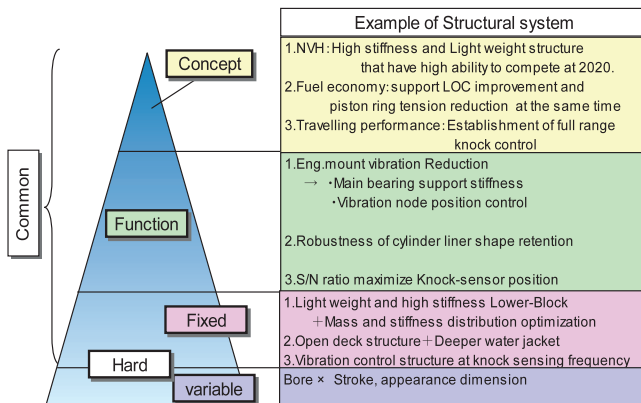 Example of Structural system
Common
Concept
1.NVH:High stiffness and Light weight structure
that have high ability to compete at 2020.
2.Fuel economy:support LOC improvement and
piston ring tension reduction at the same time
3.Travelling performance:Establishment of full range
knock control
Function
1.Eng.mount vibration Reduction
→ ・Main bearing support stiffness
・Vibration node position control
2.Robustness of cylinder liner shape retention
3.S/N ratio maximize Knock-sensor position
Fixed
1.Light weight and high stiffness Lower-Block
+Mass and stiffness distribution optimization
2.Open deck structure+Deeper water jacket
3.Vibration control structure at knock sensing frequency
Hard
variable
Bore × Stroke, appearance dimension